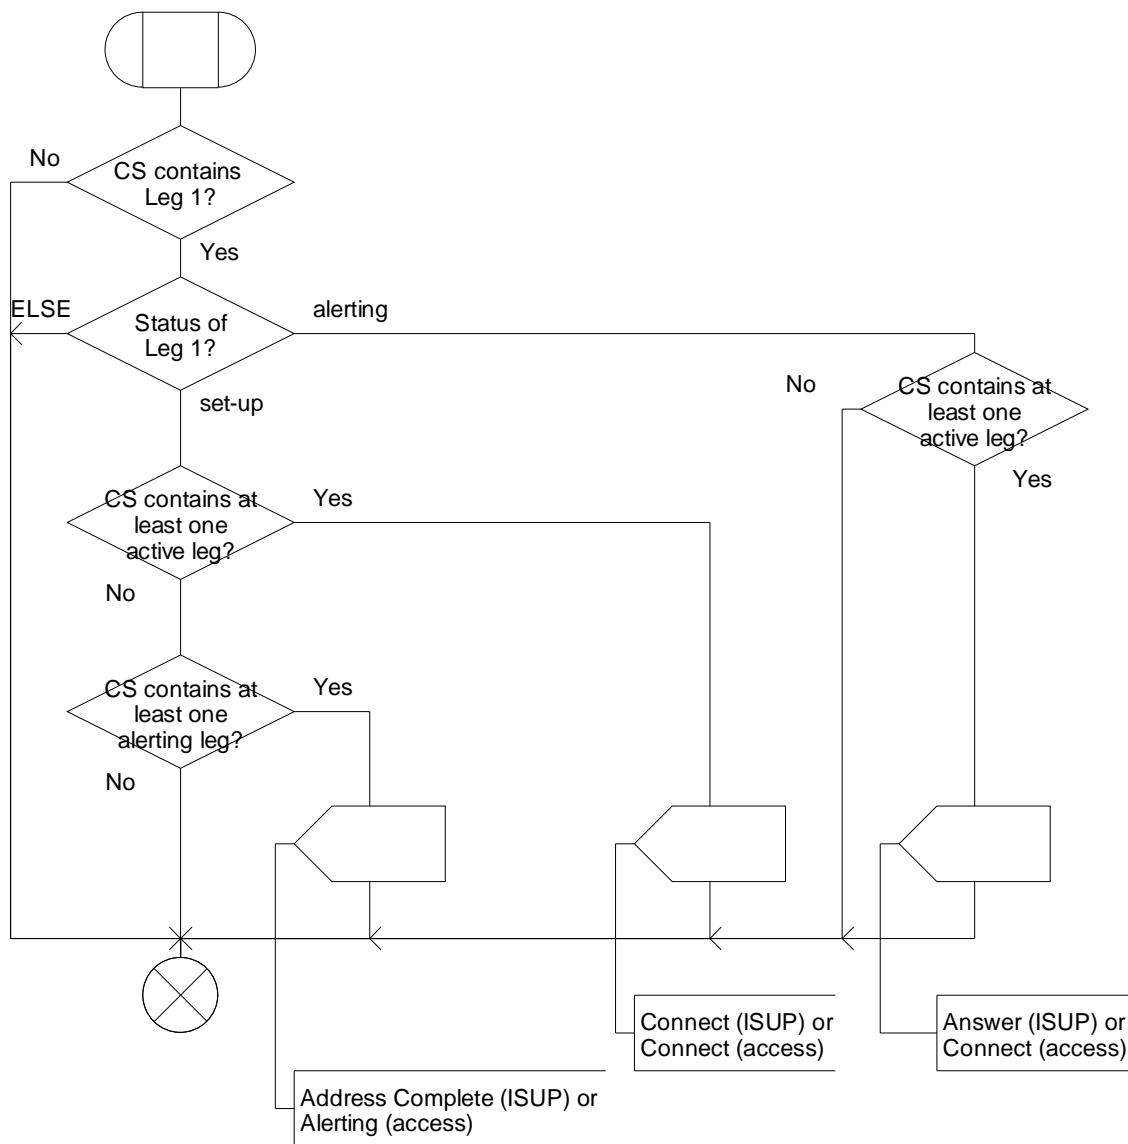 No
CS contains
Leg 1?
Yes
ELSE
Status of
Leg 1?
alerting
set-up
No
CS contains at
least one
active leg?
Yes
CS contains at
least one
active leg?
Yes
No
CS contains at
least one
alerting leg?
Yes
No
Connect (ISUP) or
Connect (access)
Answer (ISUP) or
Connect (access)
Address Complete (ISUP) or
Alerting (access)